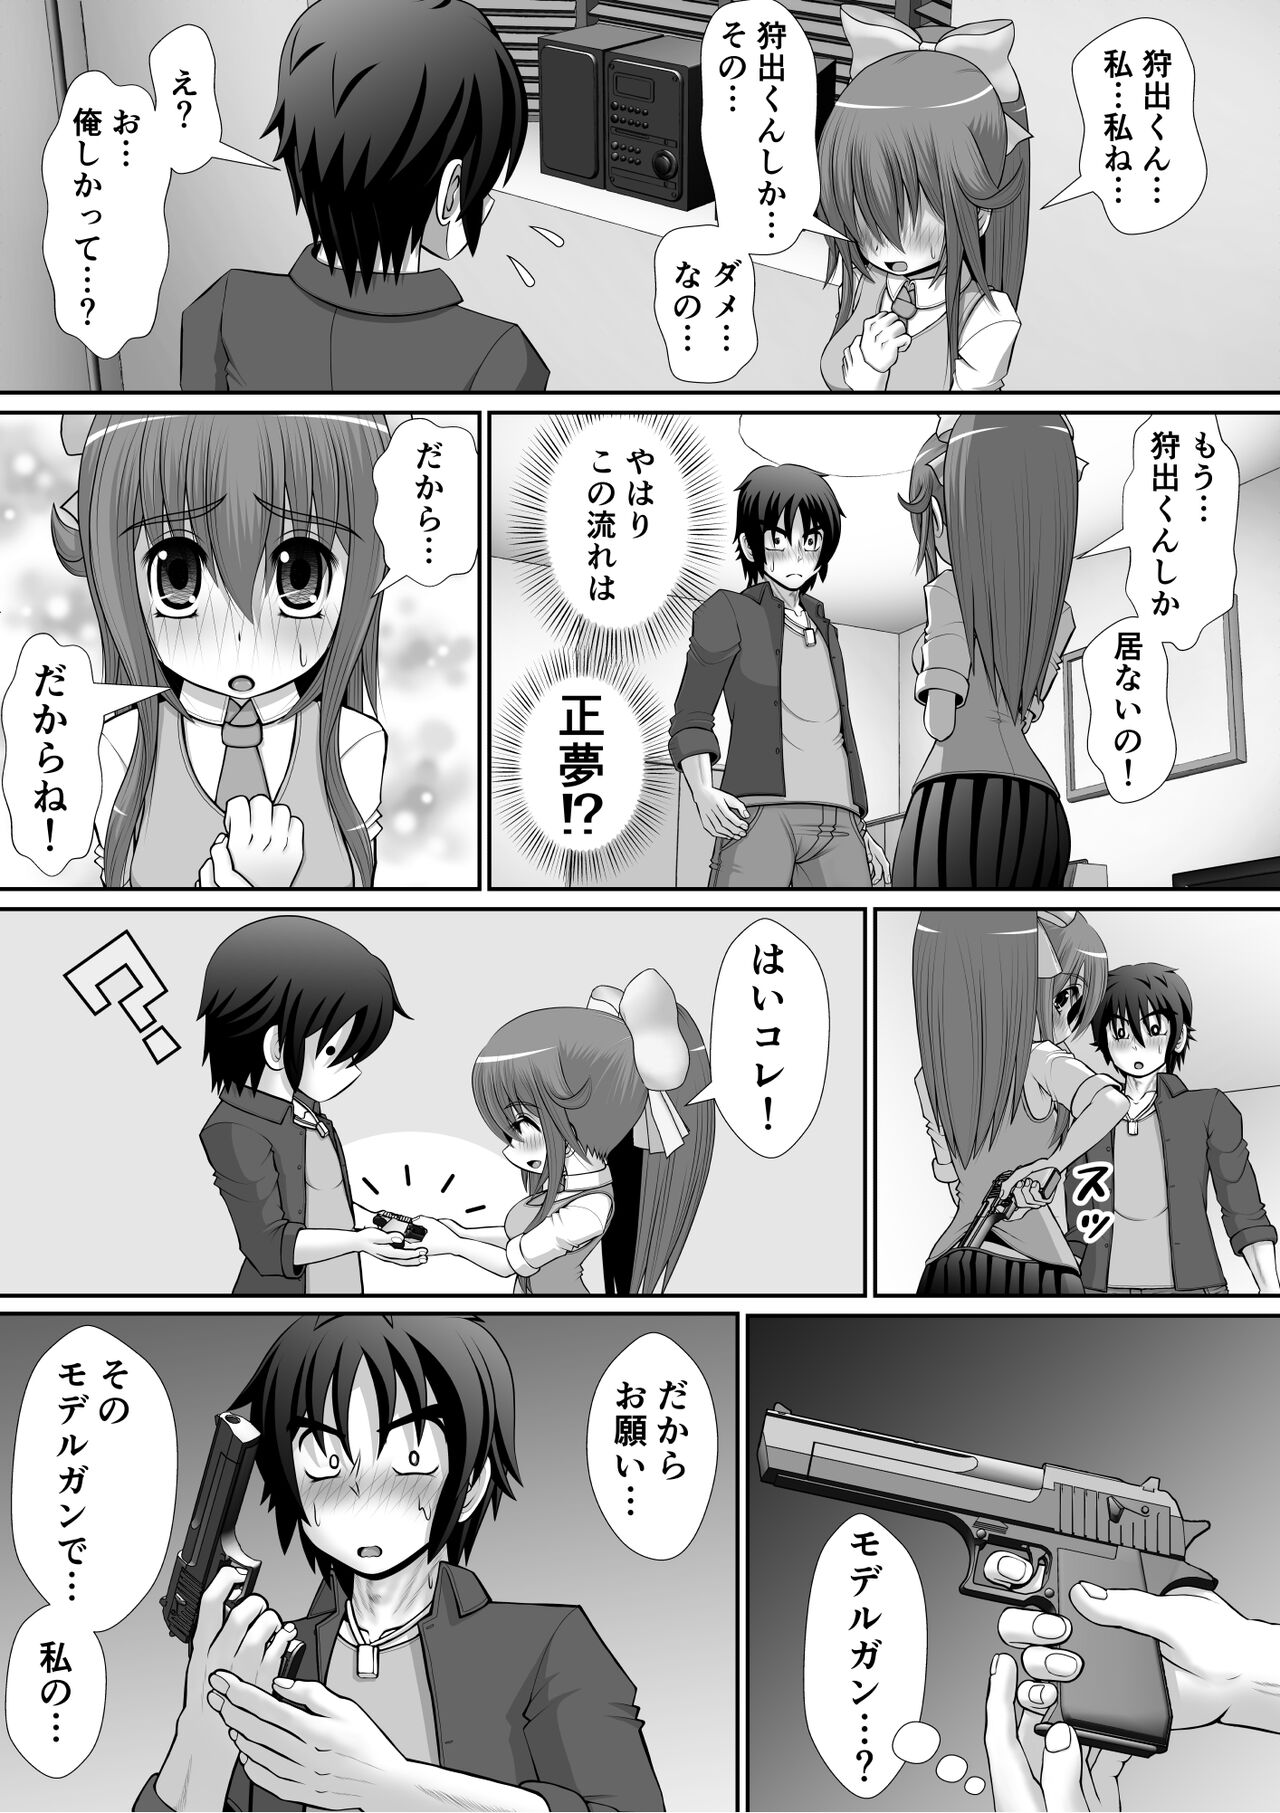 狩出くん…
私…私ね…
狩出くんしか…
その…
ダメ…
なの…
え？
お…
俺しかって…？
もう…
狩出くんしか
居ないの！
やはり
この流れは
正夢!?
だから…
だからね！
スッ
はいコレ！
？
モデルガン…？
だから
お願い…
その
モデルガンで…
私の…